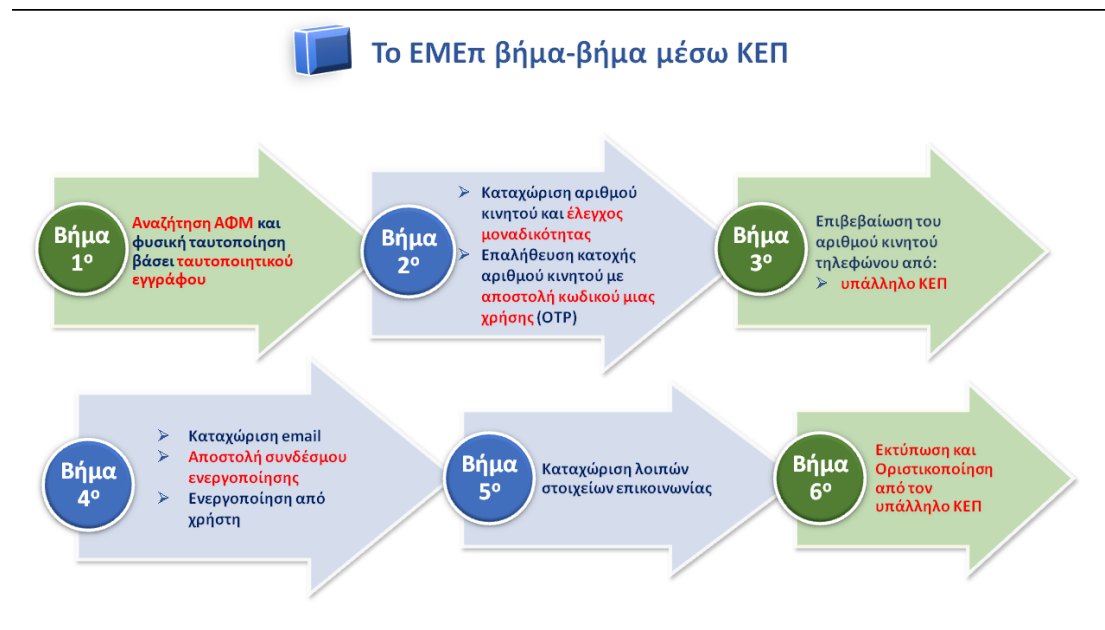 Το ΕΜΕπ βήμα-βήμα μέσω ΚΕΠ
Βήμα
1ο
Αναζήτηση ΑΦΜ και
φυσική ταυτοποίηση
βάσει ταυτοποιητικού
εγγράφου
Βήμα
2ο
➢ Καταχώριση αριθμού
κινητού και έλεγχος
μοναδικότητας
➢ Επαλήθευση κατοχής
αριθμού κινητού με
αποστολή κωδικού μιας
χρήσης (OTP)
Βήμα
3ο
Επιβεβαίωση του
αριθμού κινητού
τηλεφώνου από:
➢ υπάλληλο ΚΕΠ
Βήμα
4ο
➢ Καταχώριση email
➢ Αποστολή συνδέσμου
ενεργοποίησης
➢ Ενεργοποίηση από
χρήστη
Βήμα
5ο
Καταχώριση λοιπών
στοιχείων επικοινωνίας
Βήμα
6ο
Εκτύπωση και
Οριστικοποίηση
από τον
υπάλληλο ΚΕΠ